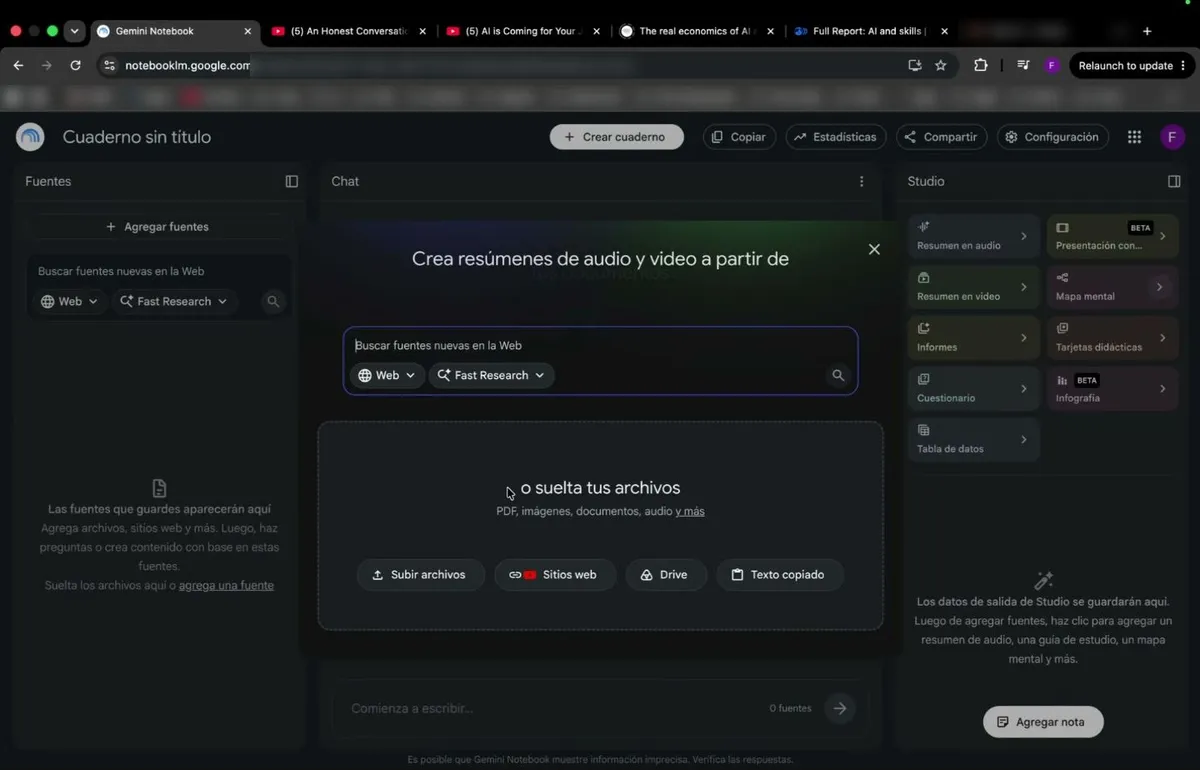 Gemini Notebook
(5) An Honest Conversatio
(5) AI is Coming for Your J
The real economics of AI
Full Report: AI and skills |
notebooklm.google.com
F
Relaunch to update
Cuaderno sin título
Crear cuaderno
Copiar
Estadísticas
Compartir
Configuración
F
Fuentes
Agregar fuentes
Buscar fuentes nuevas en la Web
Web
Fast Research
Las fuentes que guardes aparecerán aquí
Agrega archivos, sitios web y más. Luego, haz
preguntas o crea contenido con base en estas
fuentes.
Suelta los archivos aquí o agrega una fuente
Chat
Crea resúmenes de audio y video a partir de
Buscar fuentes nuevas en la Web
Web
Fast Research
o suelta tus archivos
PDF, imágenes, documentos, audio y más
Subir archivos
Sitios web
Drive
Texto copiado
Comienza a escribir...
0 fuentes
Es posible que Gemini Notebook muestre información imprecisa. Verifica las respuestas.
Studio
Resumen en audio
BETA
Presentación con...
Resumen en video
Mapa mental
Informes
Tarjetas didácticas
Cuestionario
BETA
Infografía
Tabla de datos
Los datos de salida de Studio se guardarán aquí.
Luego de agregar fuentes, haz clic para agregar un
resumen de audio, una guía de estudio, un mapa
mental y más.
Agregar nota